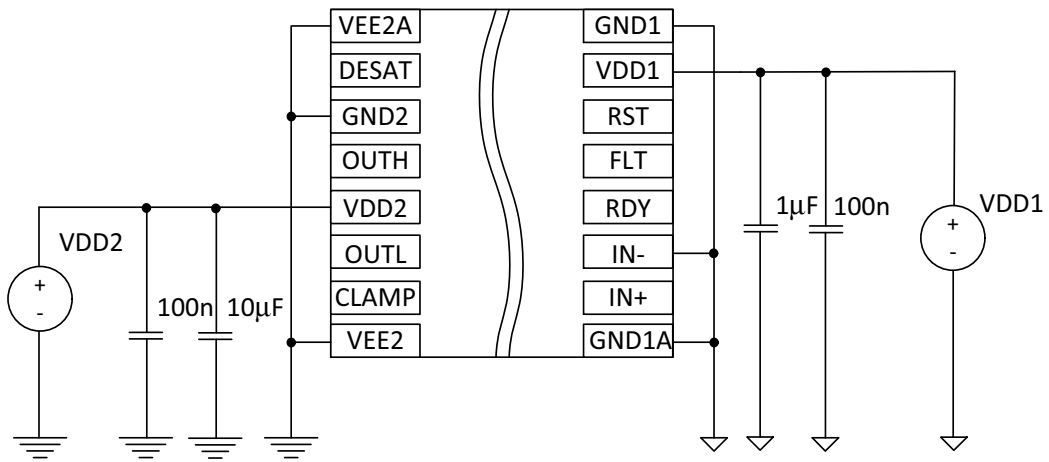 VEE2A
GND1
DESAT
VDD1
GND2
RST
OUTH
FLT
VDD2
RDY
1μF
100n
VDD1
VDD2
OUTL
IN-
+
-
+
-
100n
10μF
CLAMP
IN+
VEE2
GND1A